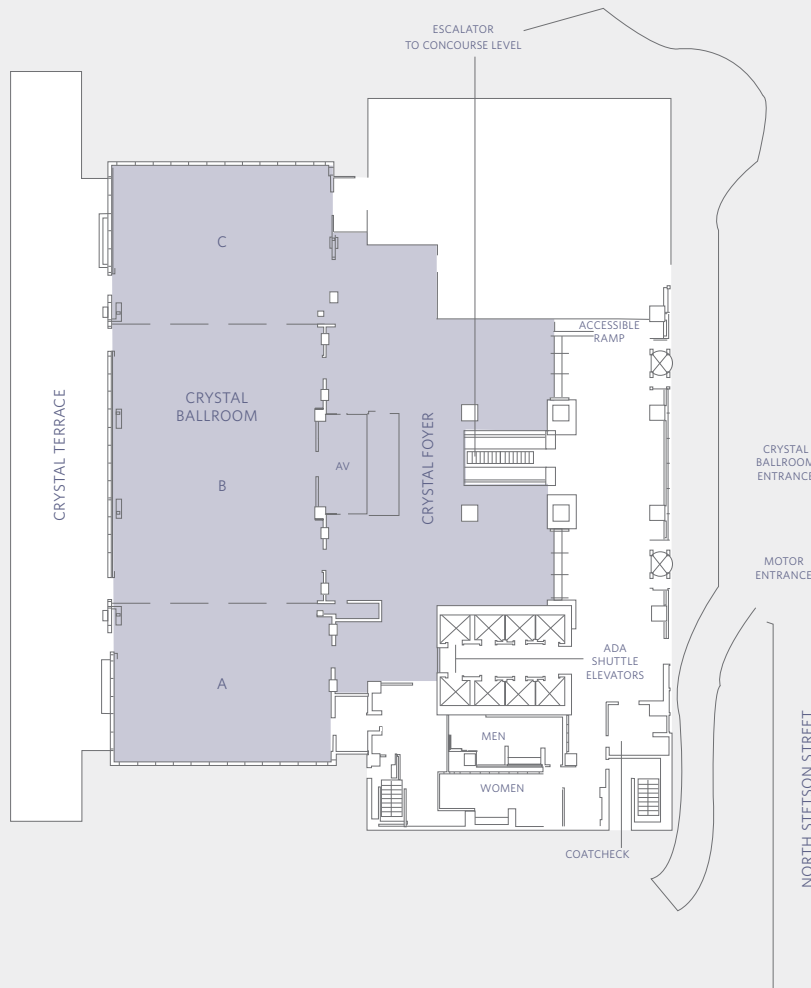 ESCALATOR
TO CONCOURSE LEVEL
C
ACCESSIBLE
RAMP
CRYSTAL
BALLROOM
CRYSTAL TERRACE
CRYSTAL FOYER
AV
B
CRYSTAL
BALLROOM
ENTRANCE
MOTOR
ENTRANCE
ADA
SHUTTLE
ELEVATORS
A
MEN
WOMEN
COATCHECK
NORTH STETSON STREET